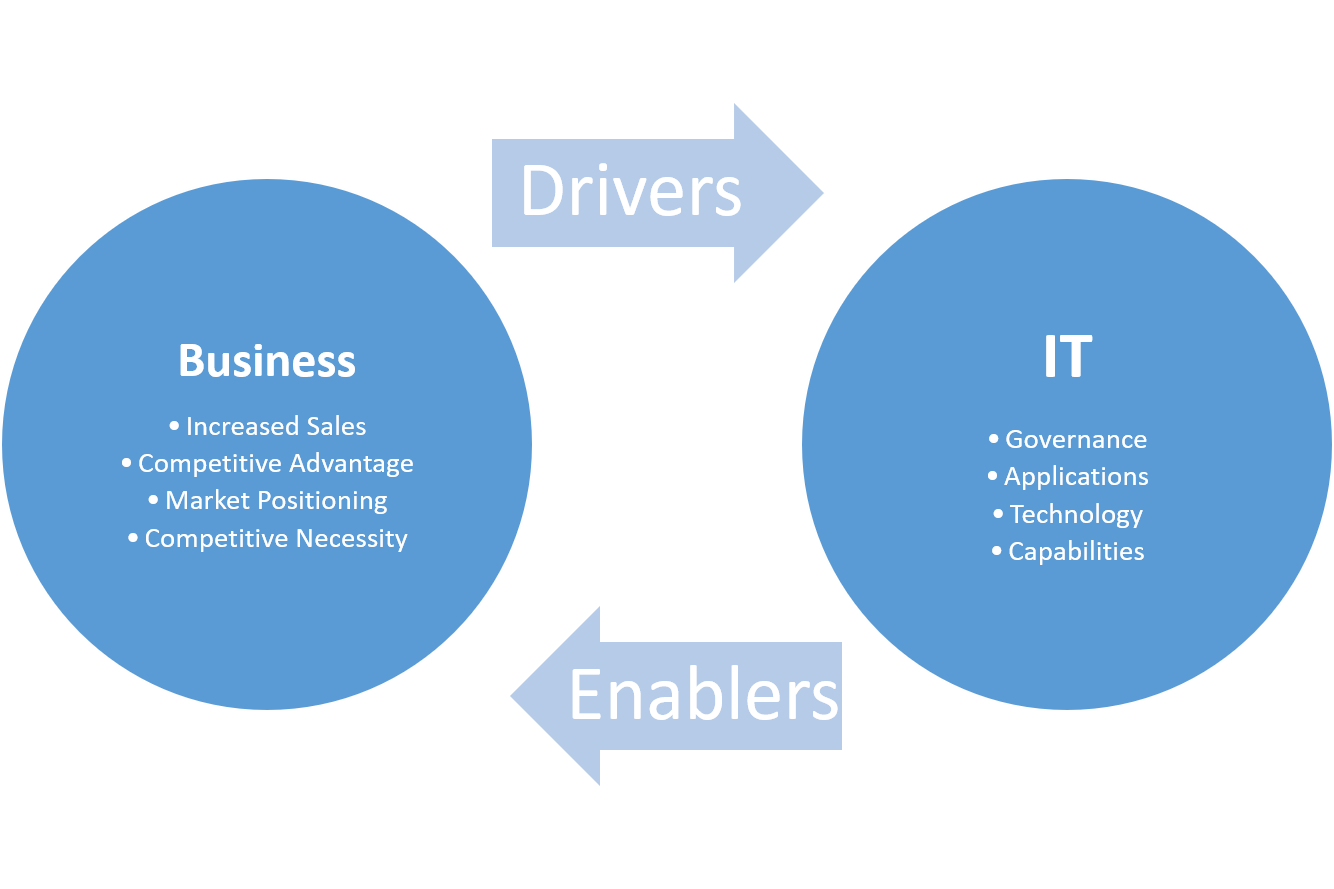 Drivers
Business
• Increased Sales
• Competitive Advantage
• Market Positioning
• Competitive Necessity
IT
• Governance
• Applications
• Technology
• Capabilities
Enablers